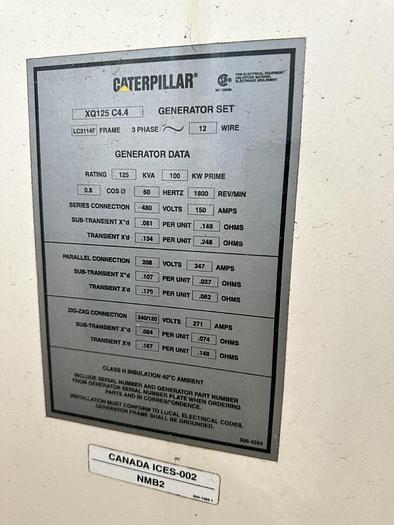 CATERPILLAR®
FOR ELECTRICAL EQUIPMENT
XQ125 C4.4 GENERATOR SET
LC3114F FRAME 3 PHASE 12 WIRE
GENERATOR DATA
RATING 125 KVA 100 KW PRIME
0.8 COS Ø 60 HERTZ 1800 REV/MIN
SERIES CONNECTION 480 VOLTS 150 AMPS
SUB-TRANSIENT X"d .081 PER UNIT .149 OHMS
TRANSIENT X'd .134 PER UNIT .248 OHMS
PARALLEL CONNECTION 208 VOLTS 347 AMPS
SUB-TRANSIENT X"d .107 PER UNIT .037 OHMS
TRANSIENT X'd .179 PER UNIT .062 OHMS
ZIG-ZAG CONNECTION 240/120 VOLTS 271 AMPS
SUB-TRANSIENT X"d .084 PER UNIT .074 OHMS
TRANSIENT X'd .167 PER UNIT .148 OHMS
CLASS H INSULATION 40°C AMBIENT
INCLUDE SERIAL NUMBER AND GENERATOR PART NUMBER
FROM GENERATOR SERIAL NUMBER PLATE WHEN ORDERING
PARTS AND IN CORRESPONDENCE.
INSTALLATION MUST CONFORM TO LOCAL ELECTRICAL CODES.
GENERATOR FRAME SHALL BE GROUNDED.
CANADA ICES-002
NMB2